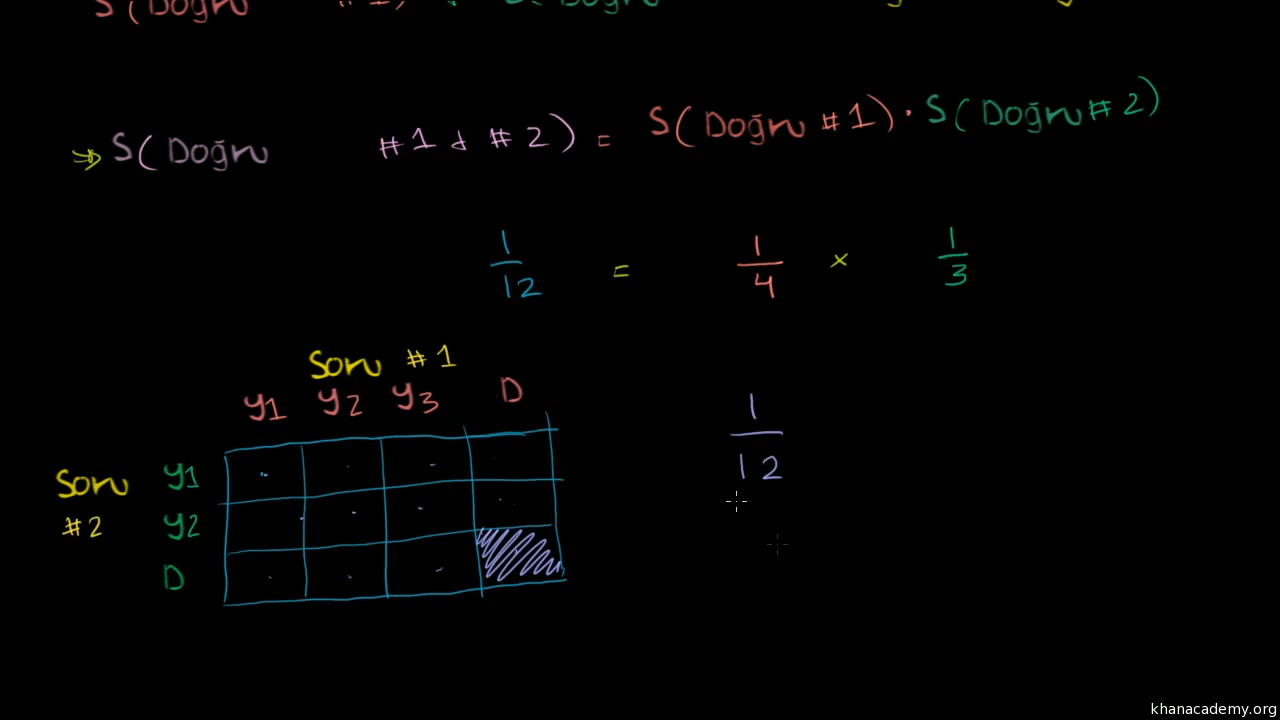 S(Doğru #1 ve #2) = S(Doğru #1) · S(Doğru #2)
1/12 = 1/4 × 1/3
Soru #1
y1 y2 y3 D
1/12
Soru #2
y1
y2
D
khanacademy.org